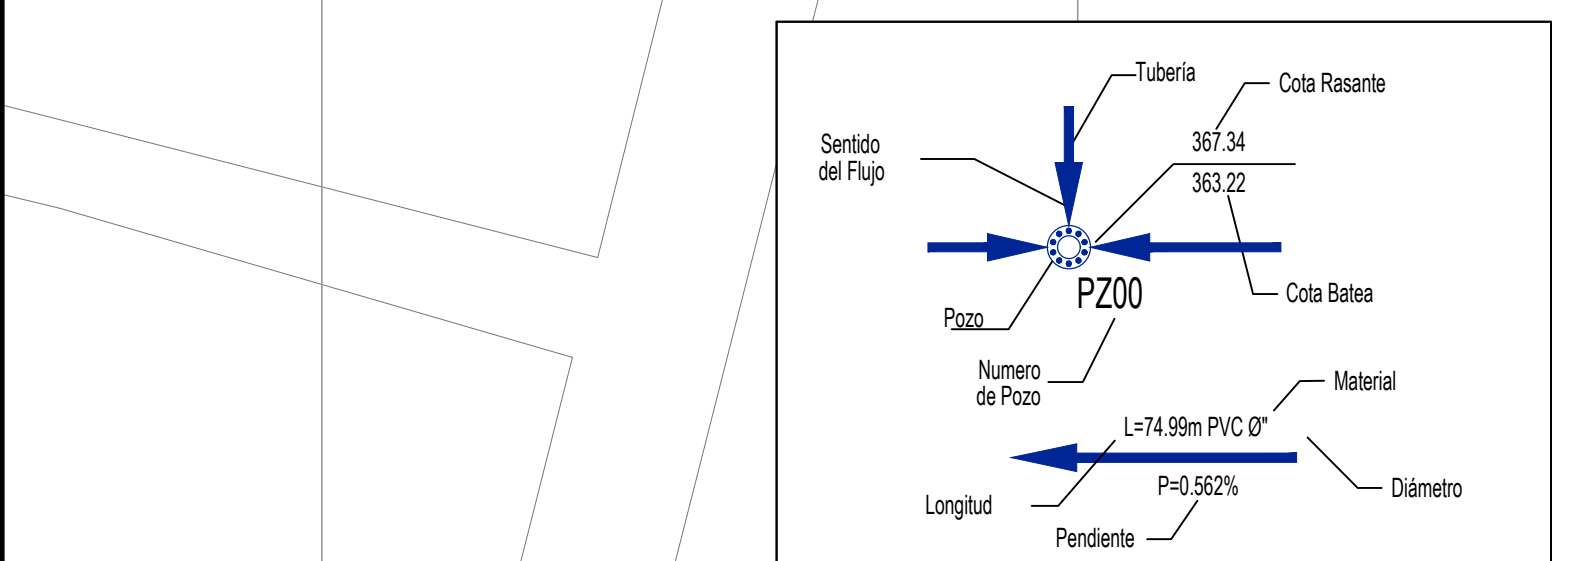 Tubería
Cota Rasante
Sentido
del Flujo
367.34
363.22
PZ00
Cota Batea
Pozo
Numero
de Pozo
Material
L=74.99m PVC Ø"
P=0.562%
Diámetro
Longitud
Pendiente